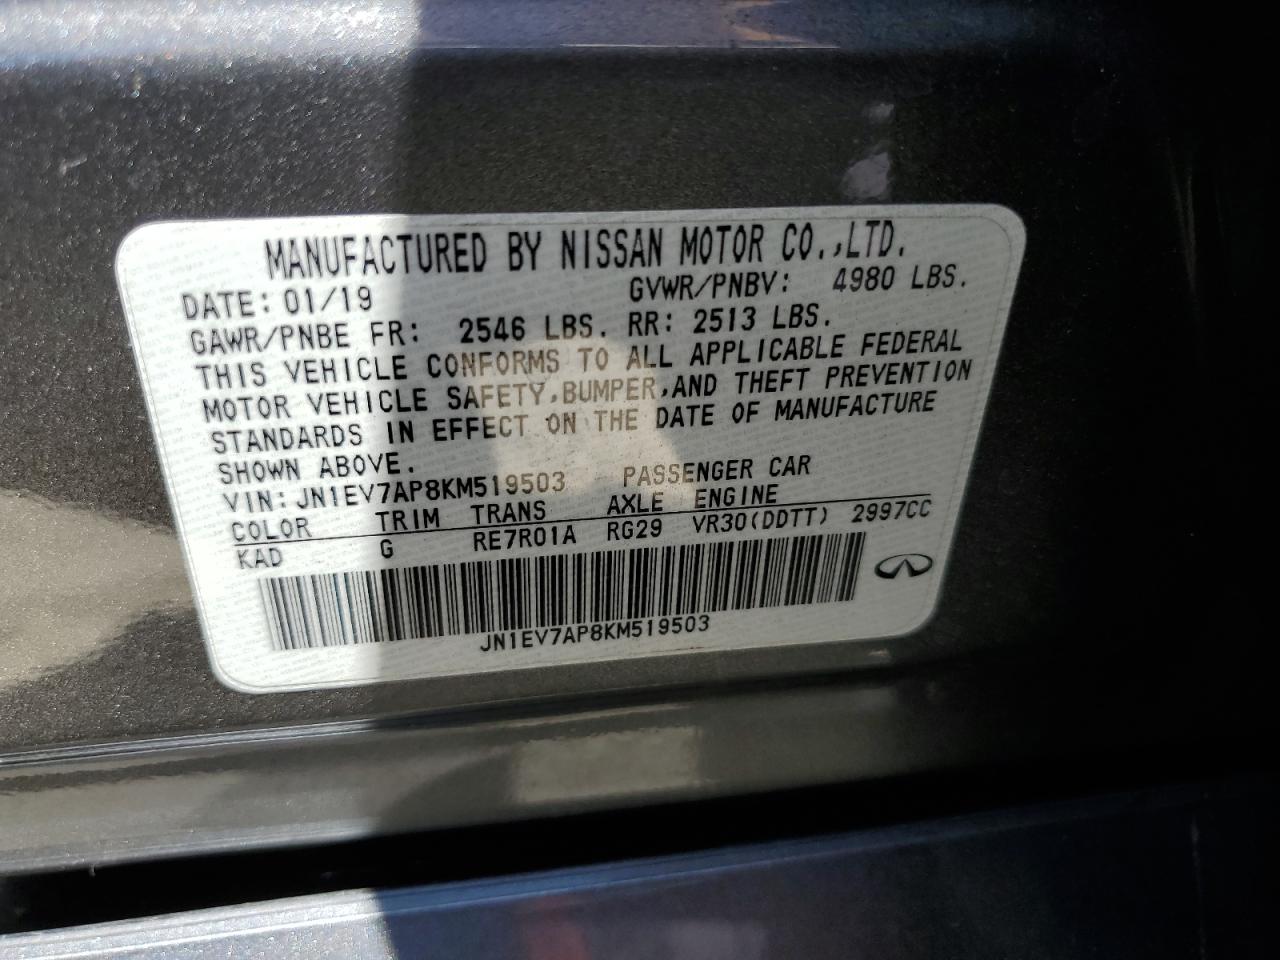 MANUFACTURED BY NISSAN MOTOR CO.,LTD.
DATE: 01/19 GVWR/PNBV: 4980 LBS.
GAWR/PNBE FR: 2546 LBS. RR: 2513 LBS.
THIS VEHICLE CONFORMS TO ALL APPLICABLE FEDERAL
MOTOR VEHICLE SAFETY,BUMPER,AND THEFT PREVENTION
STANDARDS IN EFFECT ON THE DATE OF MANUFACTURE
SHOWN ABOVE.
VIN:JN1EV7AP8KM519503 PASSENGER CAR
COLOR TRIM TRANS AXLE ENGINE
KAD G RE7R01A RG29 VR30(DDTT) 2997CC
JN1EV7AP8KM519503